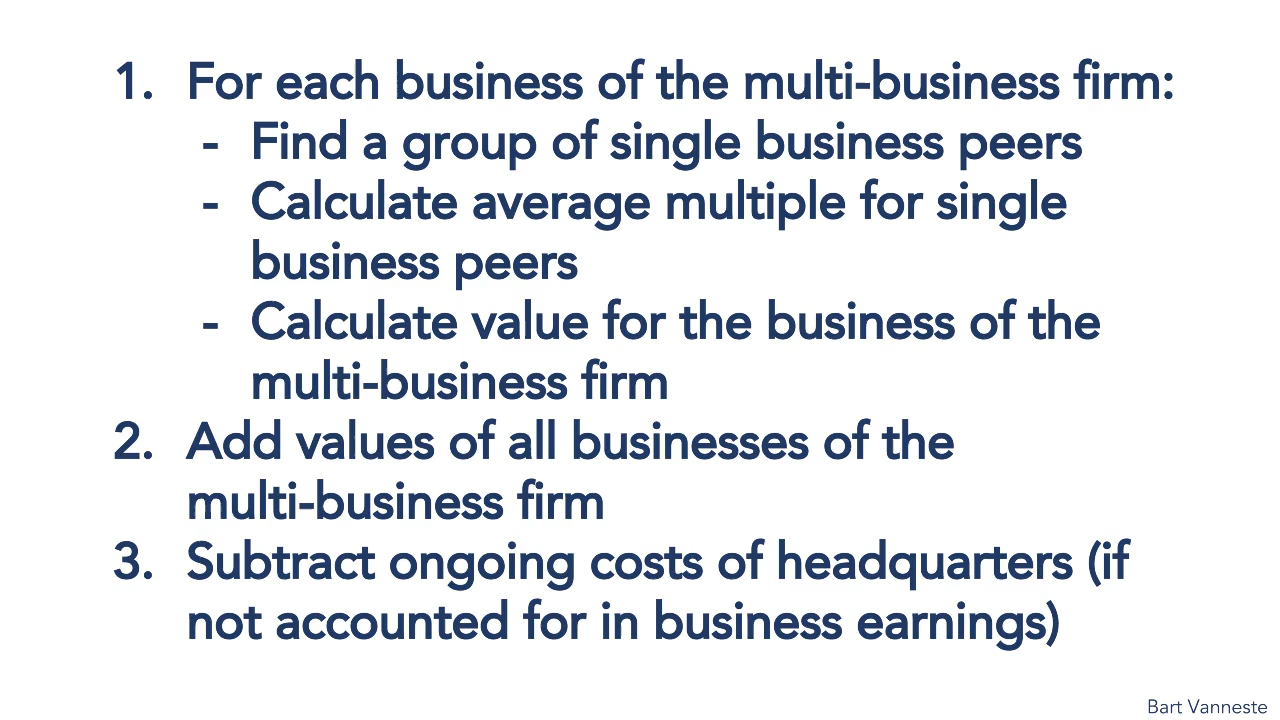 1. For each business of the multi-business firm:
- Find a group of single business peers
- Calculate average multiple for single
business peers
- Calculate value for the business of the
multi-business firm
2. Add values of all businesses of the
multi-business firm
3. Subtract ongoing costs of headquarters (if
not accounted for in business earnings)
Bart Vanneste